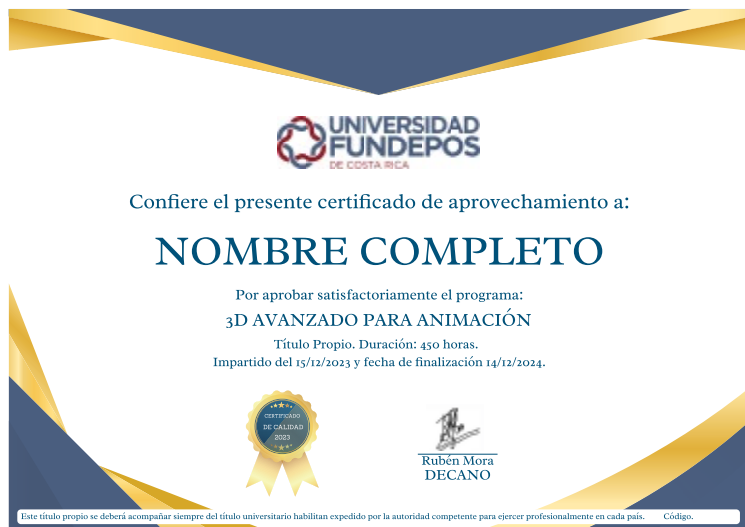 UNIVERSIDAD
FUNDEPOS
DE COSTA RICA
Confiere el presente certificado de aprovechamiento a:
NOMBRE COMPLETO
Por aprobar satisfactoriamente el programa:
3D AVANZADO PARA ANIMACIÓN
Título Propio. Duración: 450 horas.
Impartido del 15/12/2023 y fecha de finalización 14/12/2024.
CERTIFICADO
DE CALIDAD
2023
Rubén Mora
DECANO
Este título propio se deberá acompañar siempre del título universitario habilitan expedido por la autoridad competente para ejercer profesionalmente en cada país. Código.